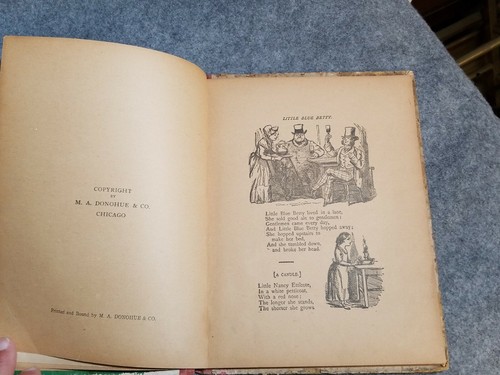 COPYRIGHT
BY
M. A. DONOHUE & CO.
CHICAGO
Printed and Bound by M. A. DONOHUE & CO.
LITTLE BLUE BETTY.
Little Blue Betty lived in a lane,
She sold good ale to gentlemen:
Gentlemen came every day,
And Little Blue Betty hopped away;
She hopped upstairs to
make her bed,
And she tumbled down,
and broke her head.
[A CANDLE.]
Little Nancy Etticote,
In a white petticoat,
With a red nose;
The longer she stands,
The shorter she grows.